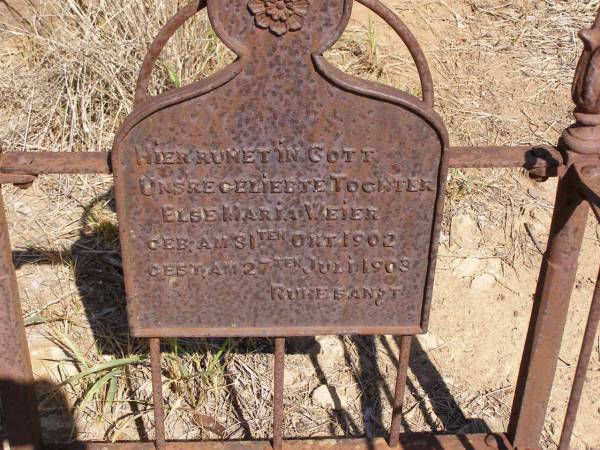 HIER RUHET IN GOTT
UNSRE GELIEBTE TOCHTER
ELSE MARIA WEIER
GEB. AM 31TEN OKT. 1902
GEST. AM 27TEN JULI 1903
RUHE SANFT